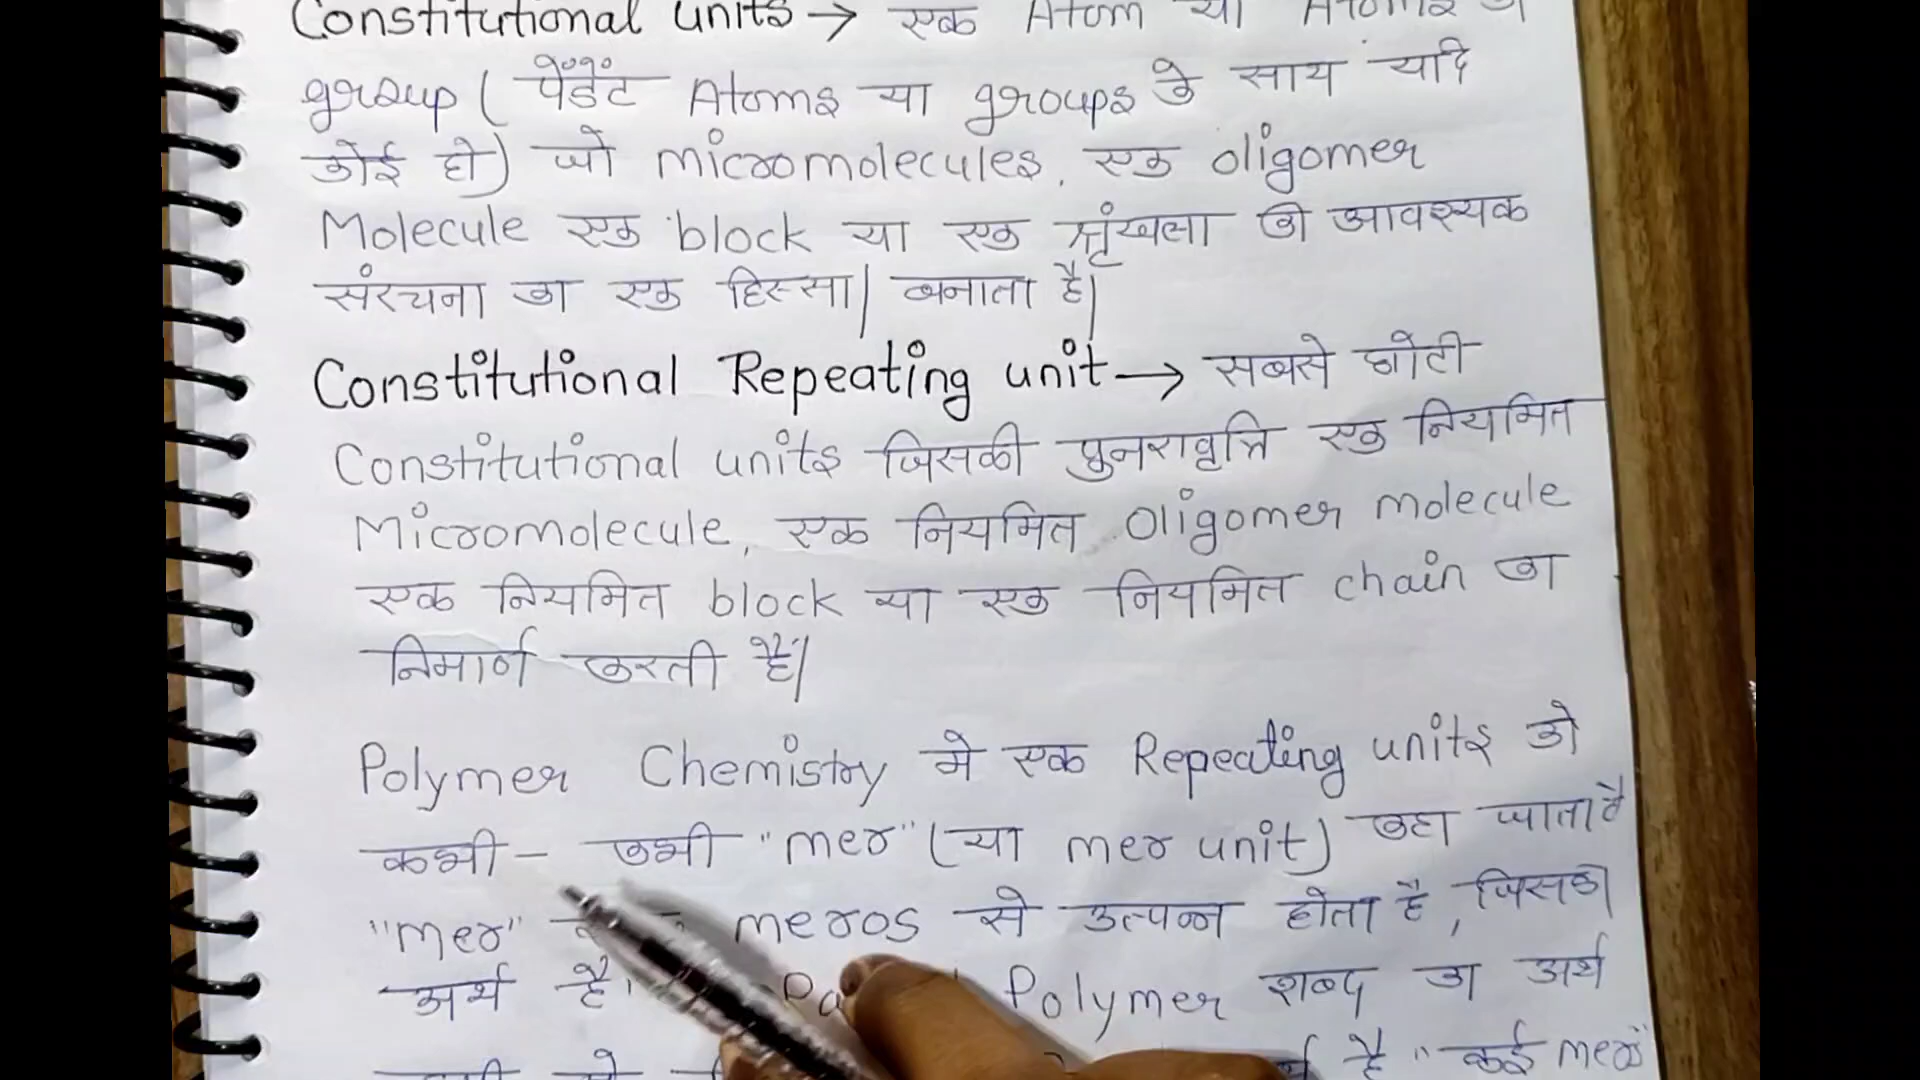 Constitutional units → एक Atom या Atoms
group ( पेंडेंट Atoms या groups के साथ यदि
कोई हो) जो micromolecules, एक oligomer
Molecule एक block या एक शृंखला की आवश्यक
संरचना का एक हिस्सा| बनाता है|
Constitutional Repeating unit → सबसे छोटी
Constitutional units जिसकी पुनरावृत्ति एक नियमित
Micromolecule, एक नियमित Oligomer molecule
एक नियमित block या एक नियमित chain का
निमार्ण करती है|
Polymer Chemistry मे एक Repeating units को
कभी - कभी "mer" (या mer unit) कहा जाता है
"mer" meros से उत्पन्न होता है, जिसका
अर्थ है Polymer शब्द का अर्थ
है "कई mers"